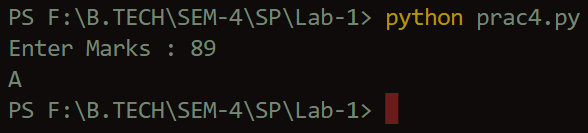 PS F:\B.TECH\SEM-4\SP\Lab-1> python prac4.py
Enter Marks : 89
A
PS F:\B.TECH\SEM-4\SP\Lab-1>